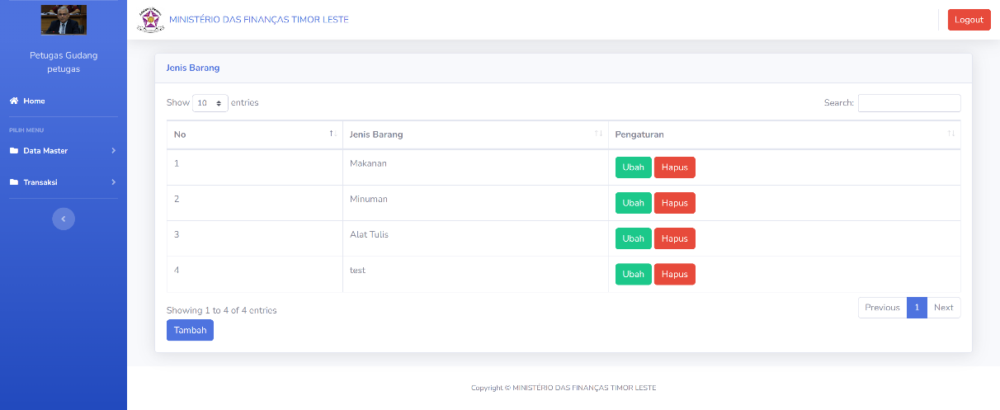 MINISTÉRIO DAS FINANÇAS TIMOR LESTE
Logout
Petugas Gudang
petugas
Home
PILIH MENU
Data Master
Transaksi
Jenis Barang
Show 10 entries
Search:
No Jenis Barang Pengaturan
1 Makanan Ubah Hapus
2 Minuman Ubah Hapus
3 Alat Tulis Ubah Hapus
4 test Ubah Hapus
Showing 1 to 4 of 4 entries
Previous 1 Next
Tambah
Copyright © MINISTÉRIO DAS FINANÇAS TIMOR LESTE